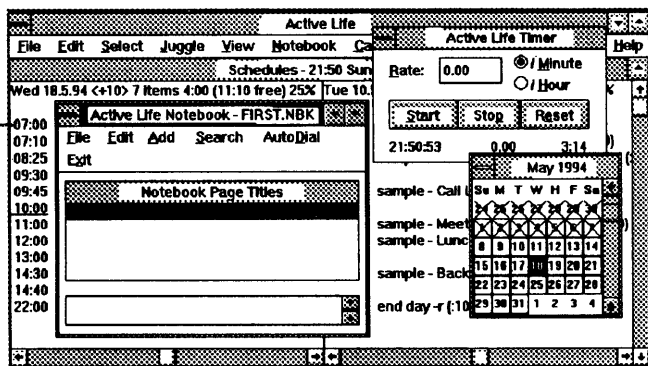 Active Life
File Edit Select Juggle View Notebook Ca Help
Schedules - 21:50 Sun
Wed 18.5.94 <+10> 7 Items 4:00 (11:10 free) 25% Tue 10. %
07:00
07:10
08:25
09:30
09:45
10:00
11:00
12:00
13:00
14:30
14:40
22:00
Active Life Notebook - FIRST.NBK
File Edit Add Search AutoDial
Exit
Notebook Page Titles
Active Life Timer
Rate: 0.00 / Minute
/ Hour
Start Stop Reset
21:50:53 0.00 3:14
sample - Call
sample - Meet
sample - Lunc
sample - Back
end day -r (:10
May 1994
Su M T W H F Sa
8 9 10 11 12 13 14
15 16 17 18 19 20 21
22 23 24 25 26 27 28
29 30 31 1 2 3 4